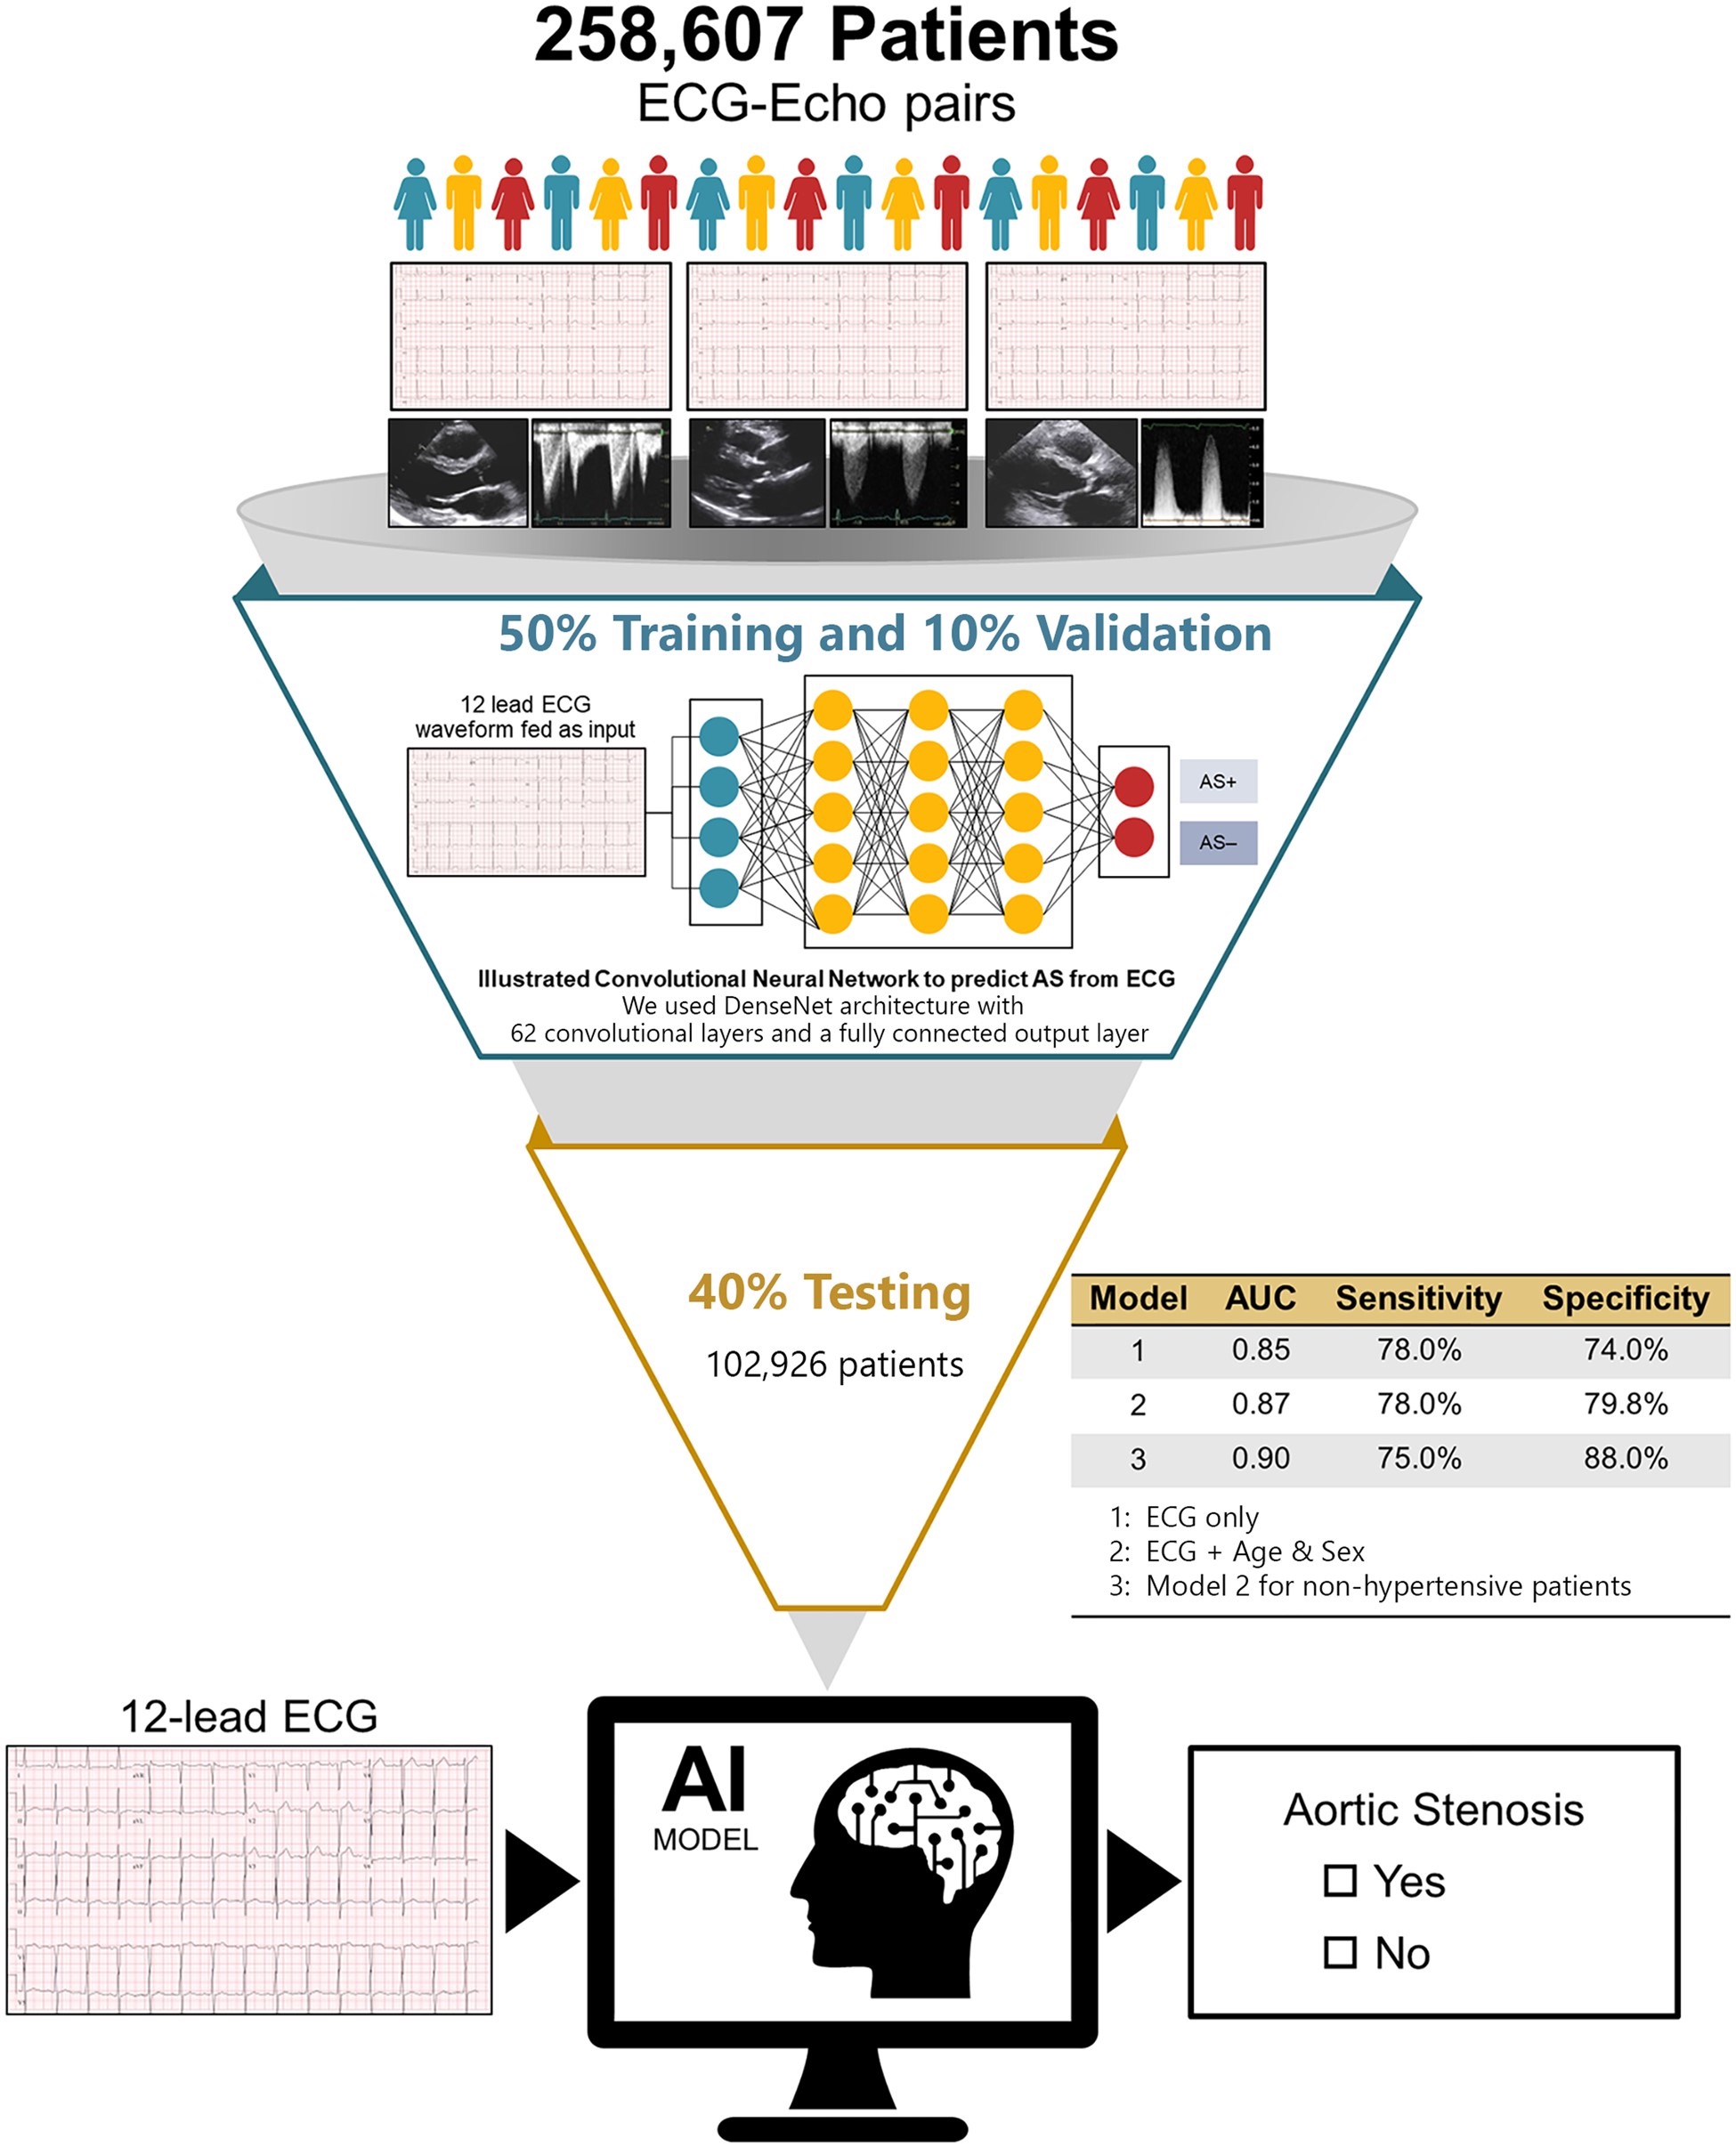 258,607 Patients
ECG-Echo pairs
50% Training and 10% Validation
12 lead ECG
waveform fed as input
AS+
AS–
Illustrated Convolutional Neural Network to predict AS from ECG
We used DenseNet architecture with
62 convolutional layers and a fully connected output layer
40% Testing
102,926 patients
Model AUC Sensitivity Specificity
1 0.85 78.0% 74.0%
2 0.87 78.0% 79.8%
3 0.90 75.0% 88.0%
1: ECG only
2: ECG + Age & Sex
3: Model 2 for non-hypertensive patients
12-lead ECG
AI
MODEL
Aortic Stenosis
Yes
No